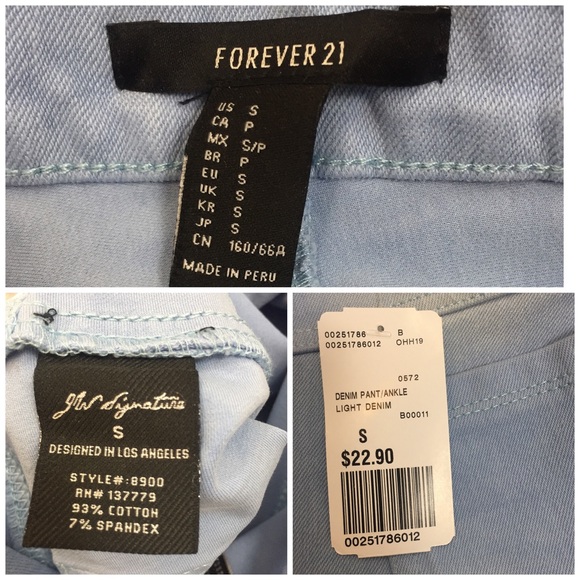 FOREVER 21
US S
CA P
MX S/P
BR P
EU S
UK S
KR S
JP S
CN 160/66A
MADE IN PERU
JW Signature
S
DESIGNED IN LOS ANGELES
STYLE#:8900
RN# 137779
93% COTTON
7% SPANDEX
00251786 B
00251786012 OHH19
0572
DENIM PANT/ANKLE
LIGHT DENIM
B00011
S
$22.90
00251786012